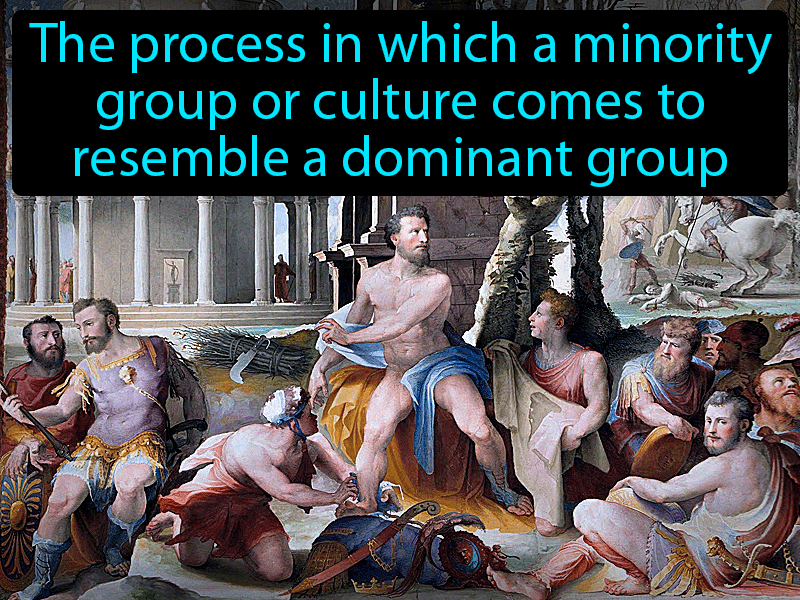 The process in which a minority
group or culture comes to
resemble a dominant group